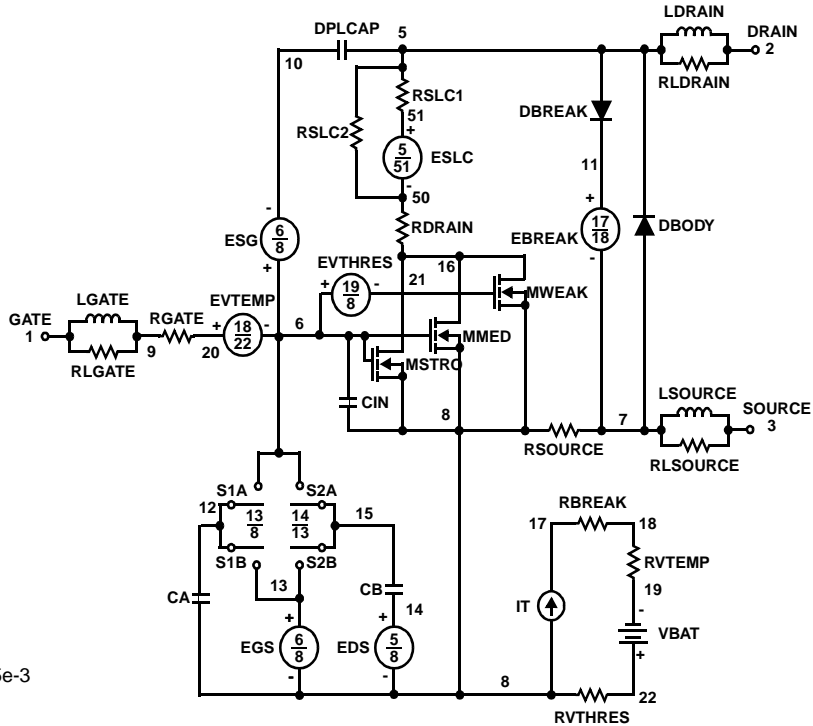 LDRAIN
DPLCAP 5 DRAIN
2
10
RLDRAIN
RSLC1
DBREAK
51
RSLC2
+
5
51
ESLC
-
50
11
-
RDRAIN
+
17
18
ESG
6
8
EBREAK
DBODY
+
-
EVTHRES
16
21
+
19
8
-
MWEAK
LGATE
EVTEMP
GATE
1
RGATE
+
18
22
-
6
MMED
9
20
RLGATE
MSTRO
CIN
LSOURCE
8
7
SOURCE
3
RSOURCE
RLSOURCE
S1A
S2A
12
13
8
14
13
15
RBREAK
17
18
S1B
S2B
RVTEMP
13
CB
19
CA
14
IT
-
+
+
VBAT
EGS
6
8
EDS
5
8
+
-
-
8
22
5e-3
RVTHRES